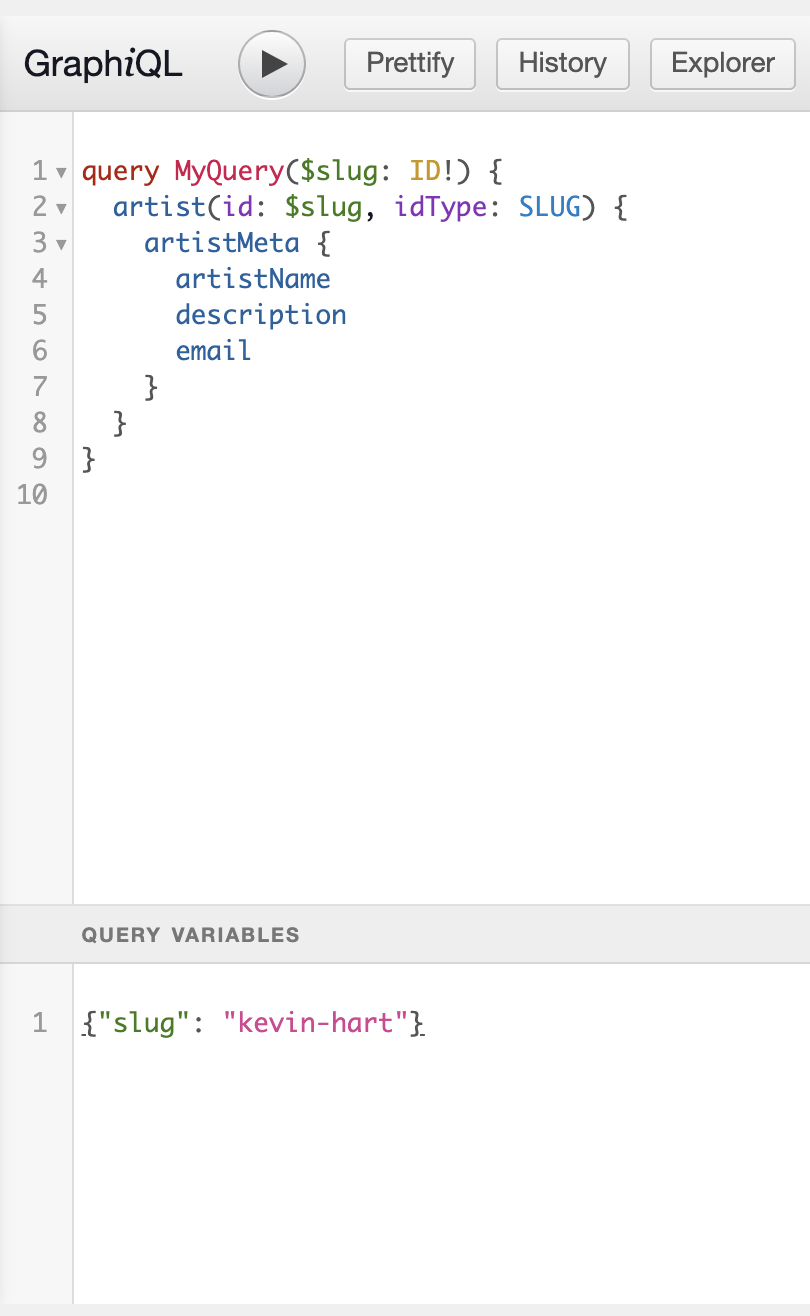 GraphiQL Prettify History Explorer
1 query MyQuery($slug: ID!) {
2 artist(id: $slug, idType: SLUG) {
3 artistMeta {
4 artistName
5 description
6 email
7 }
8 }
9 }
10
QUERY VARIABLES
1 {"slug": "kevin-hart"}